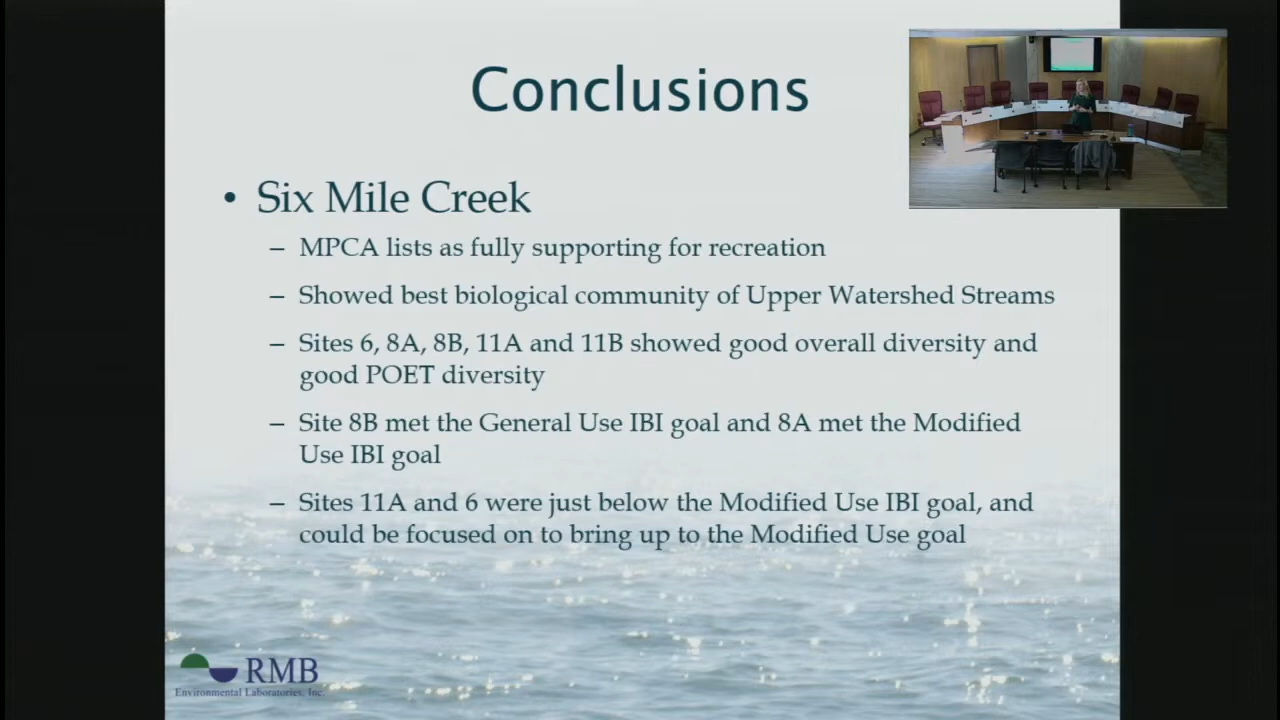 Conclusions
• Six Mile Creek
– MPCA lists as fully supporting for recreation
– Showed best biological community of Upper Watershed Streams
– Sites 6, 8A, 8B, 11A and 11B showed good overall diversity and
good POET diversity
– Site 8B met the General Use IBI goal and 8A met the Modified
Use IBI goal
– Sites 11A and 6 were just below the Modified Use IBI goal, and
could be focused on to bring up to the Modified Use goal
RMB
Environmental Laboratories, Inc.